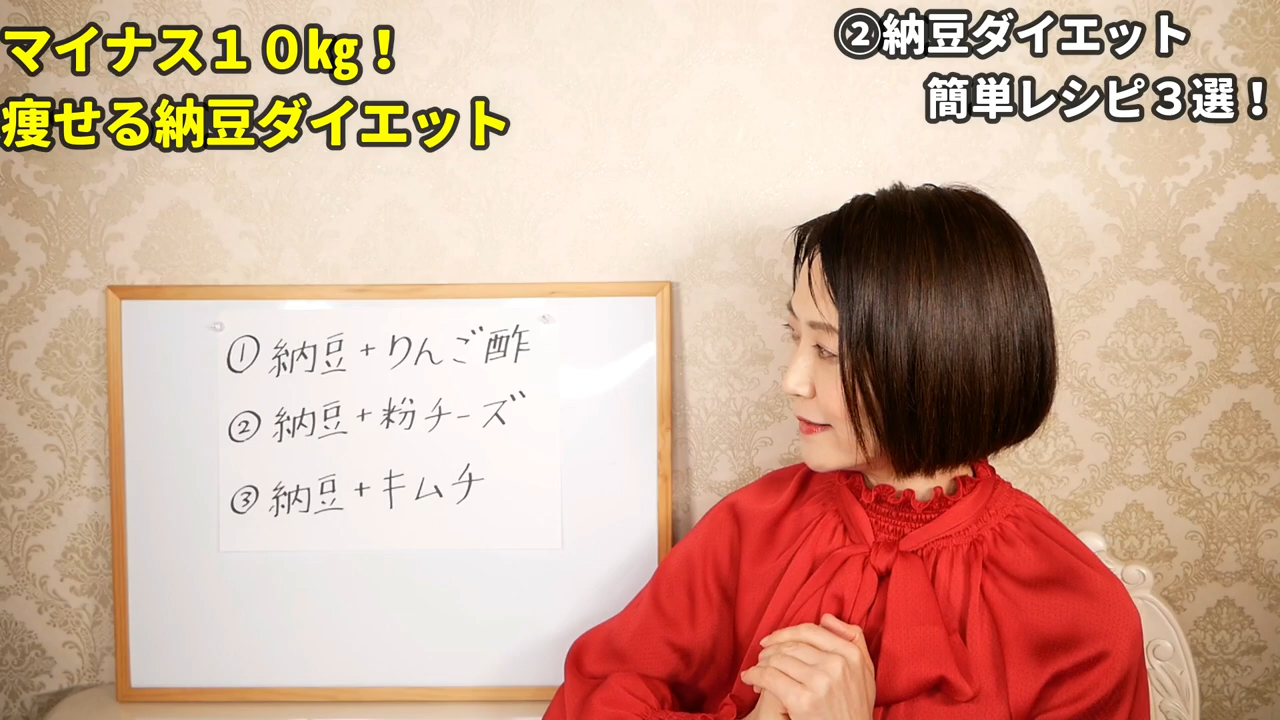 マイナス１０㎏！
痩せる納豆ダイエット
②納豆ダイエット
簡単レシピ３選！
① 納豆+りんご酢
② 納豆+粉チーズ
③ 納豆+キムチ